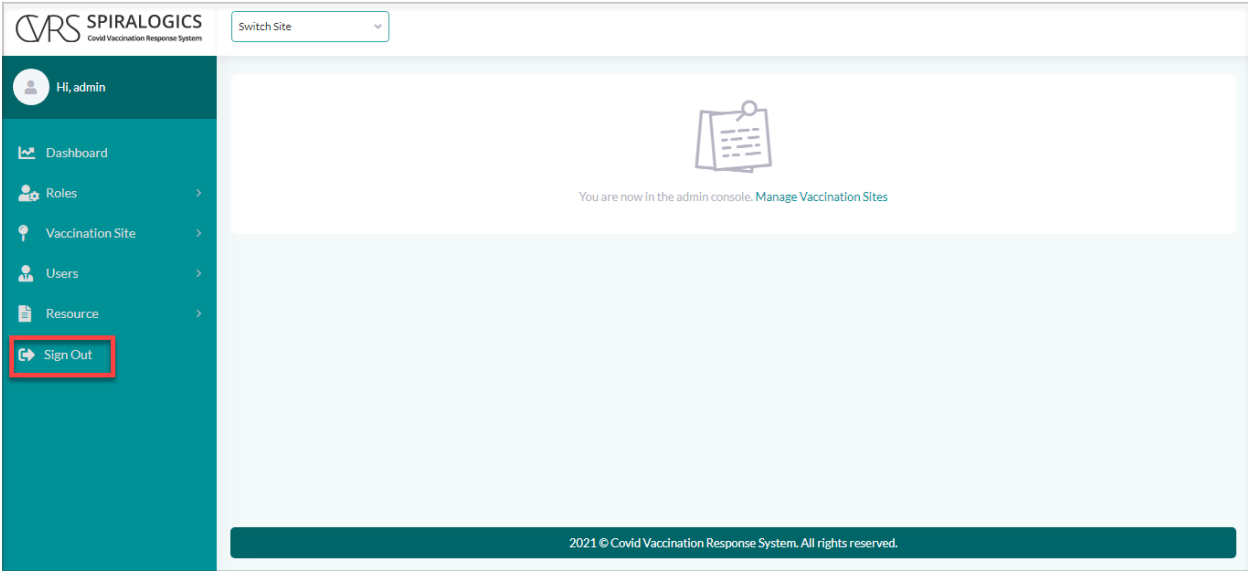 CVRS SPIRALOGICS
Covid Vaccination Response System
Switch Site
Hi, admin
Dashboard
Roles
Vaccination Site
Users
Resource
Sign Out
You are now in the admin console. Manage Vaccination Sites
2021 © Covid Vaccination Response System. All rights reserved.